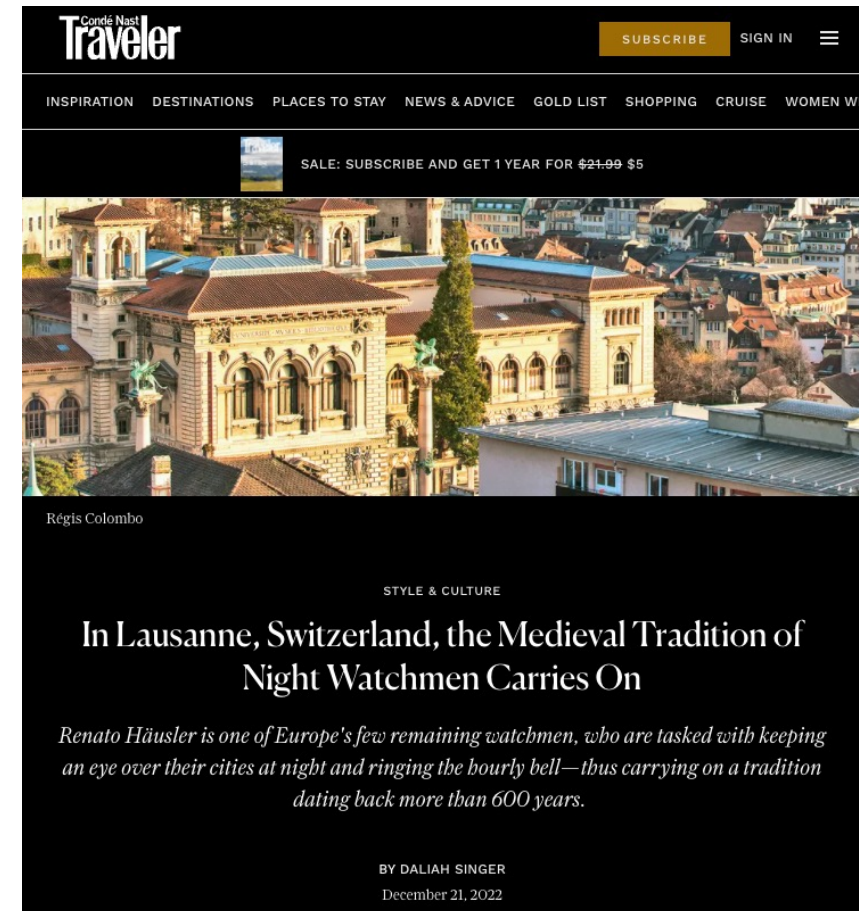 Condé Nast
Traveler
SUBSCRIBE
SIGN IN
INSPIRATION DESTINATIONS PLACES TO STAY NEWS & ADVICE GOLD LIST SHOPPING CRUISE WOMEN W
SALE: SUBSCRIBE AND GET 1 YEAR FOR $21.99 $5
Régis Colombo
STYLE & CULTURE
In Lausanne, Switzerland, the Medieval Tradition of
Night Watchmen Carries On
Renato Häusler is one of Europe's few remaining watchmen, who are tasked with keeping
an eye over their cities at night and ringing the hourly bell—thus carrying on a tradition
dating back more than 600 years.
BY DALIAH SINGER
December 21, 2022